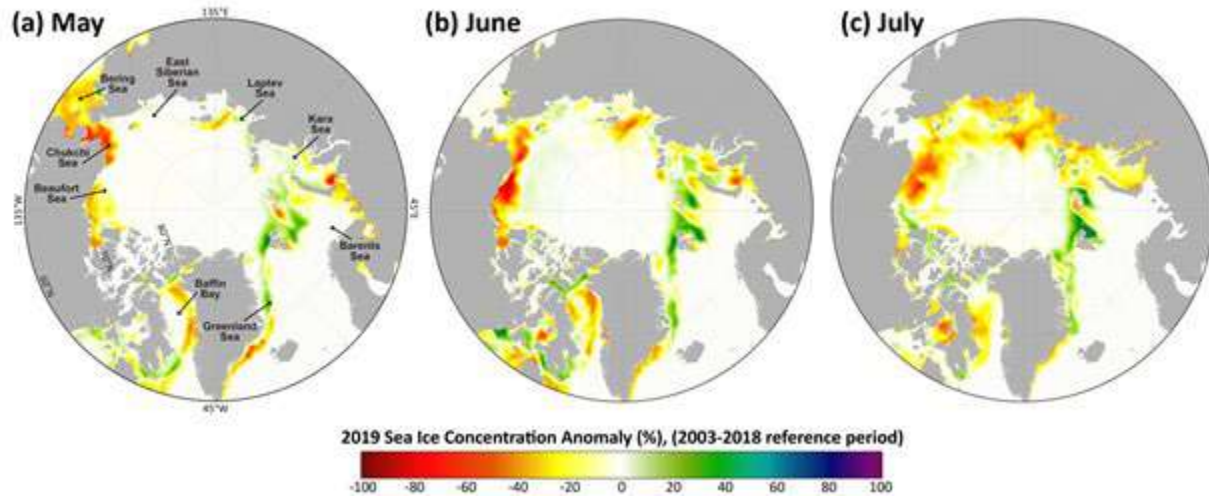 (a) May
(b) June
(c) July
135°E
Bering
Sea
East
Siberian
Sea
Laptev
Sea
Kara
Sea
Chukchi
Sea
Beaufort
Sea
135°W
45°E
Barents
Sea
Baffin
Bay
Greenland
Sea
45°W
2019 Sea Ice Concentration Anomaly (%), (2003-2018 reference period)
-100 -80 -60 -40 -20 0 20 40 60 80 100